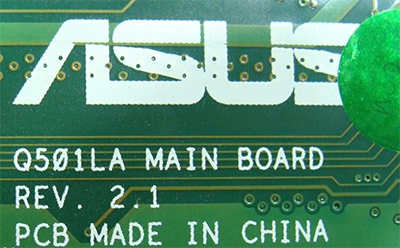 ASUS
Q501LA MAIN BOARD
REV. 2.1
PCB MADE IN CHINA